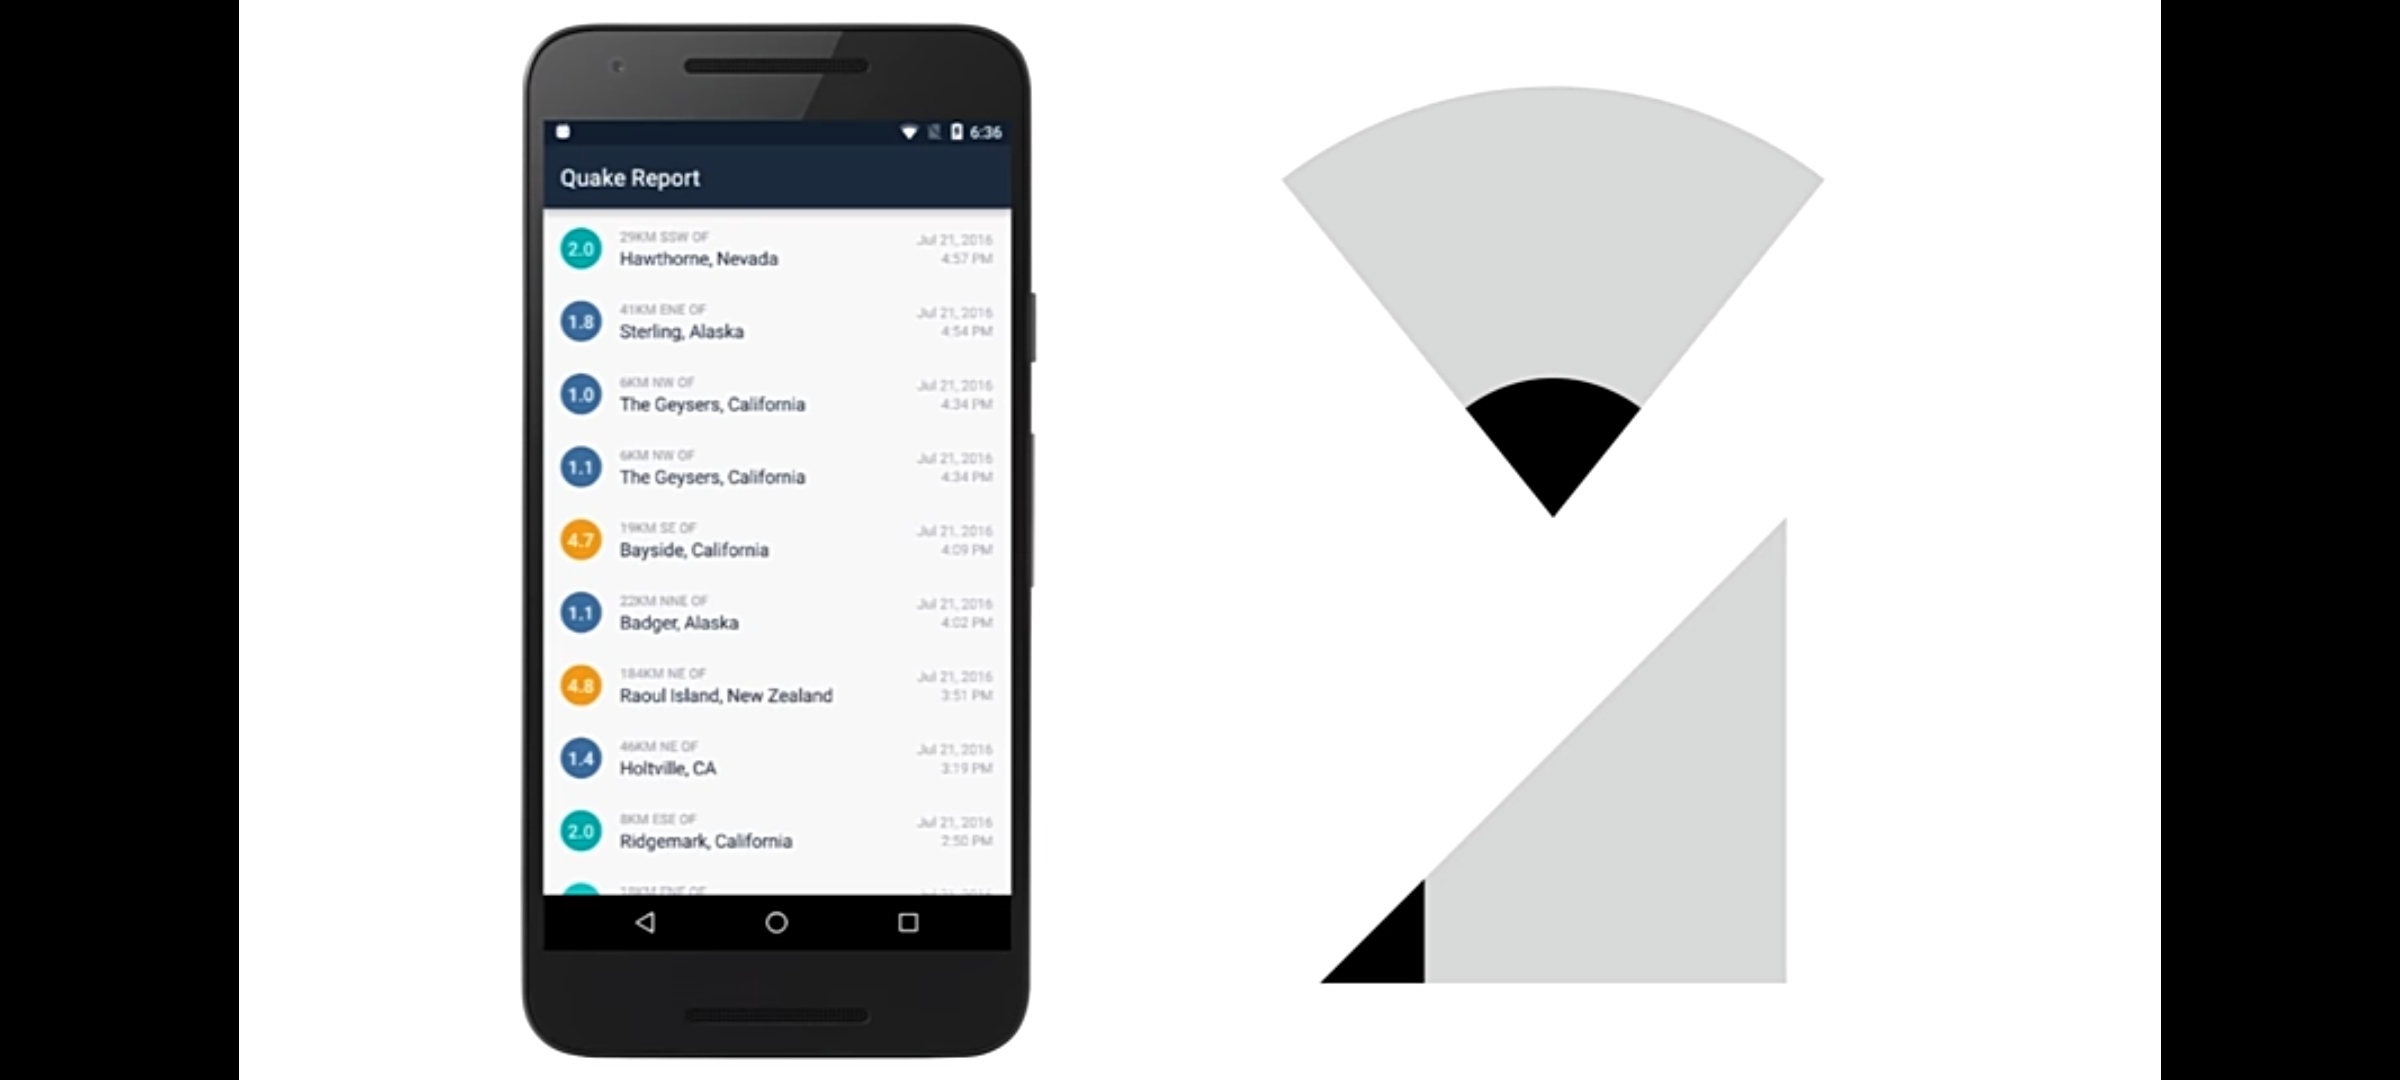 6:36
Quake Report
2.0
29KM SSW OF
Hawthorne, Nevada
Jul 21, 2016
4:57 PM
1.8
41KM ENE OF
Sterling, Alaska
Jul 21, 2016
4:54 PM
1.0
6KM NW OF
The Geysers, California
Jul 21, 2016
4:34 PM
1.1
6KM NW OF
The Geysers, California
Jul 21, 2016
4:34 PM
4.7
19KM SE OF
Bayside, California
Jul 21, 2016
4:09 PM
1.1
22KM NNE OF
Badger, Alaska
Jul 21, 2016
4:02 PM
4.8
184KM NE OF
Raoul Island, New Zealand
Jul 21, 2016
3:51 PM
1.4
46KM NE OF
Holtville, CA
Jul 21, 2016
3:19 PM
2.0
8KM ESE OF
Ridgemark, California
Jul 21, 2016
2:50 PM